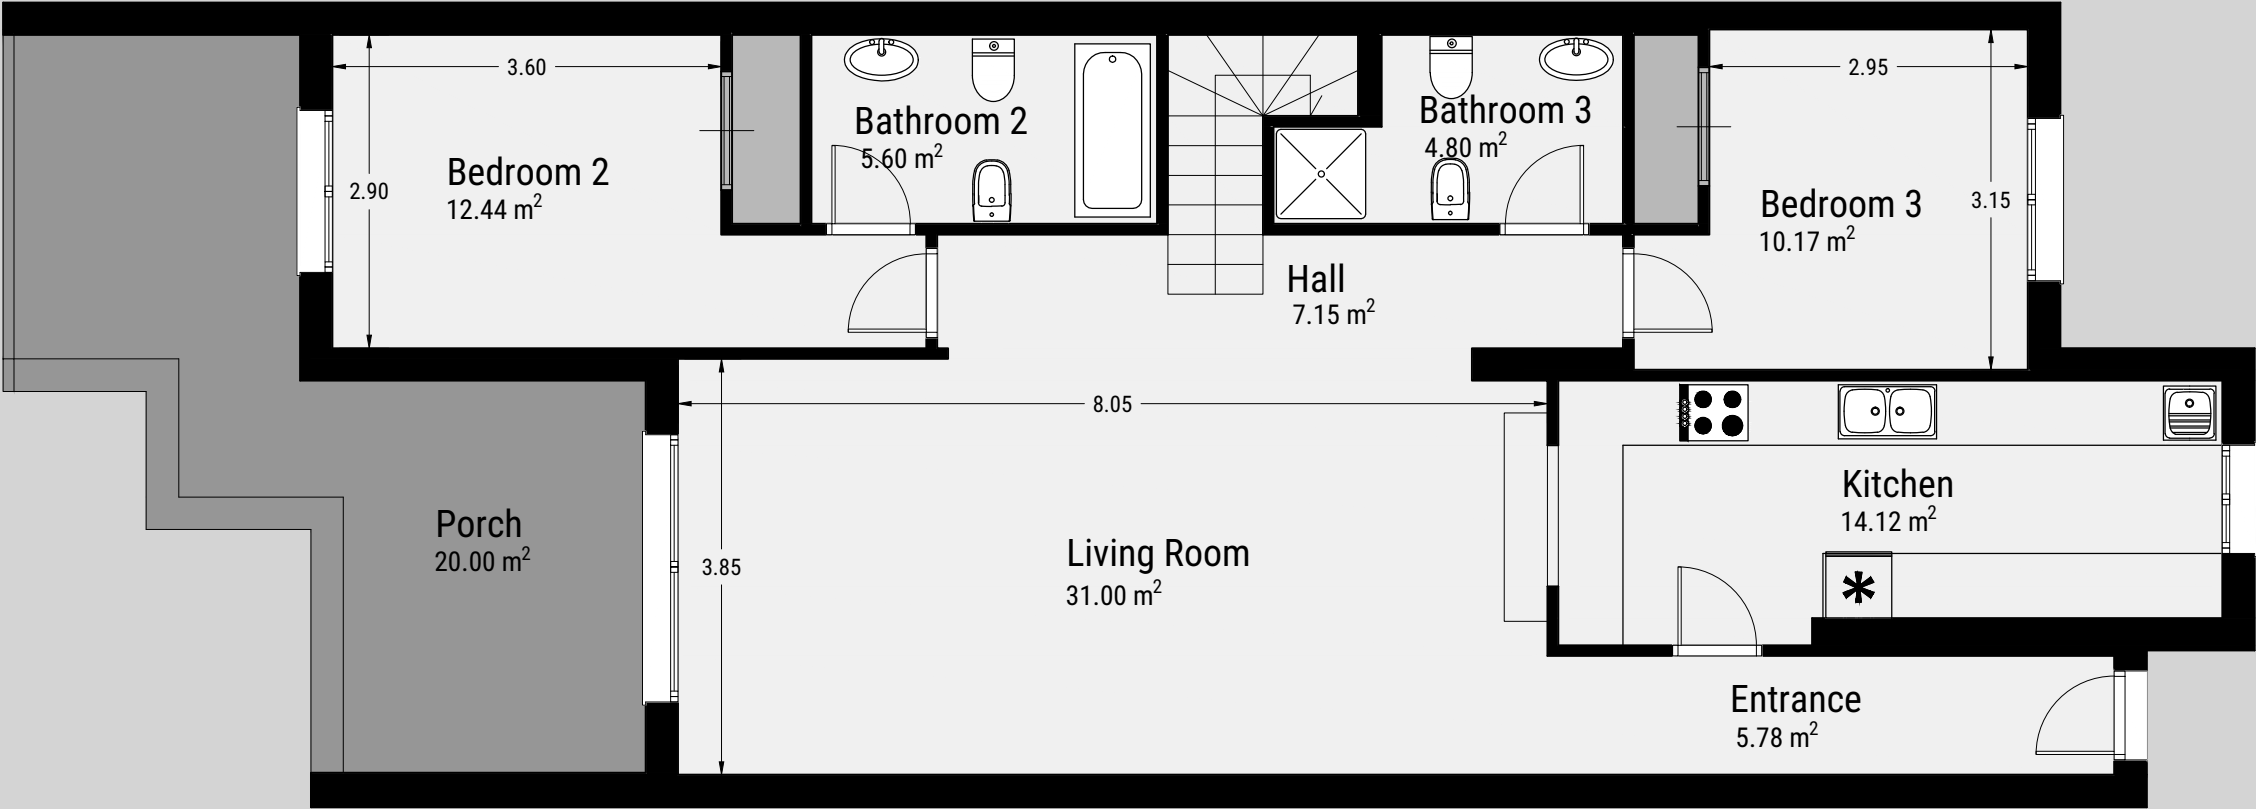 3.60
2.90
Bedroom 2
12.44 m²
Bathroom 2
5.60 m²
Bathroom 3
4.80 m²
2.95
3.15
Bedroom 3
10.17 m²
Hall
7.15 m²
8.05
3.85
Porch
20.00 m²
Living Room
31.00 m²
Kitchen
14.12 m²
*
Entrance
5.78 m²